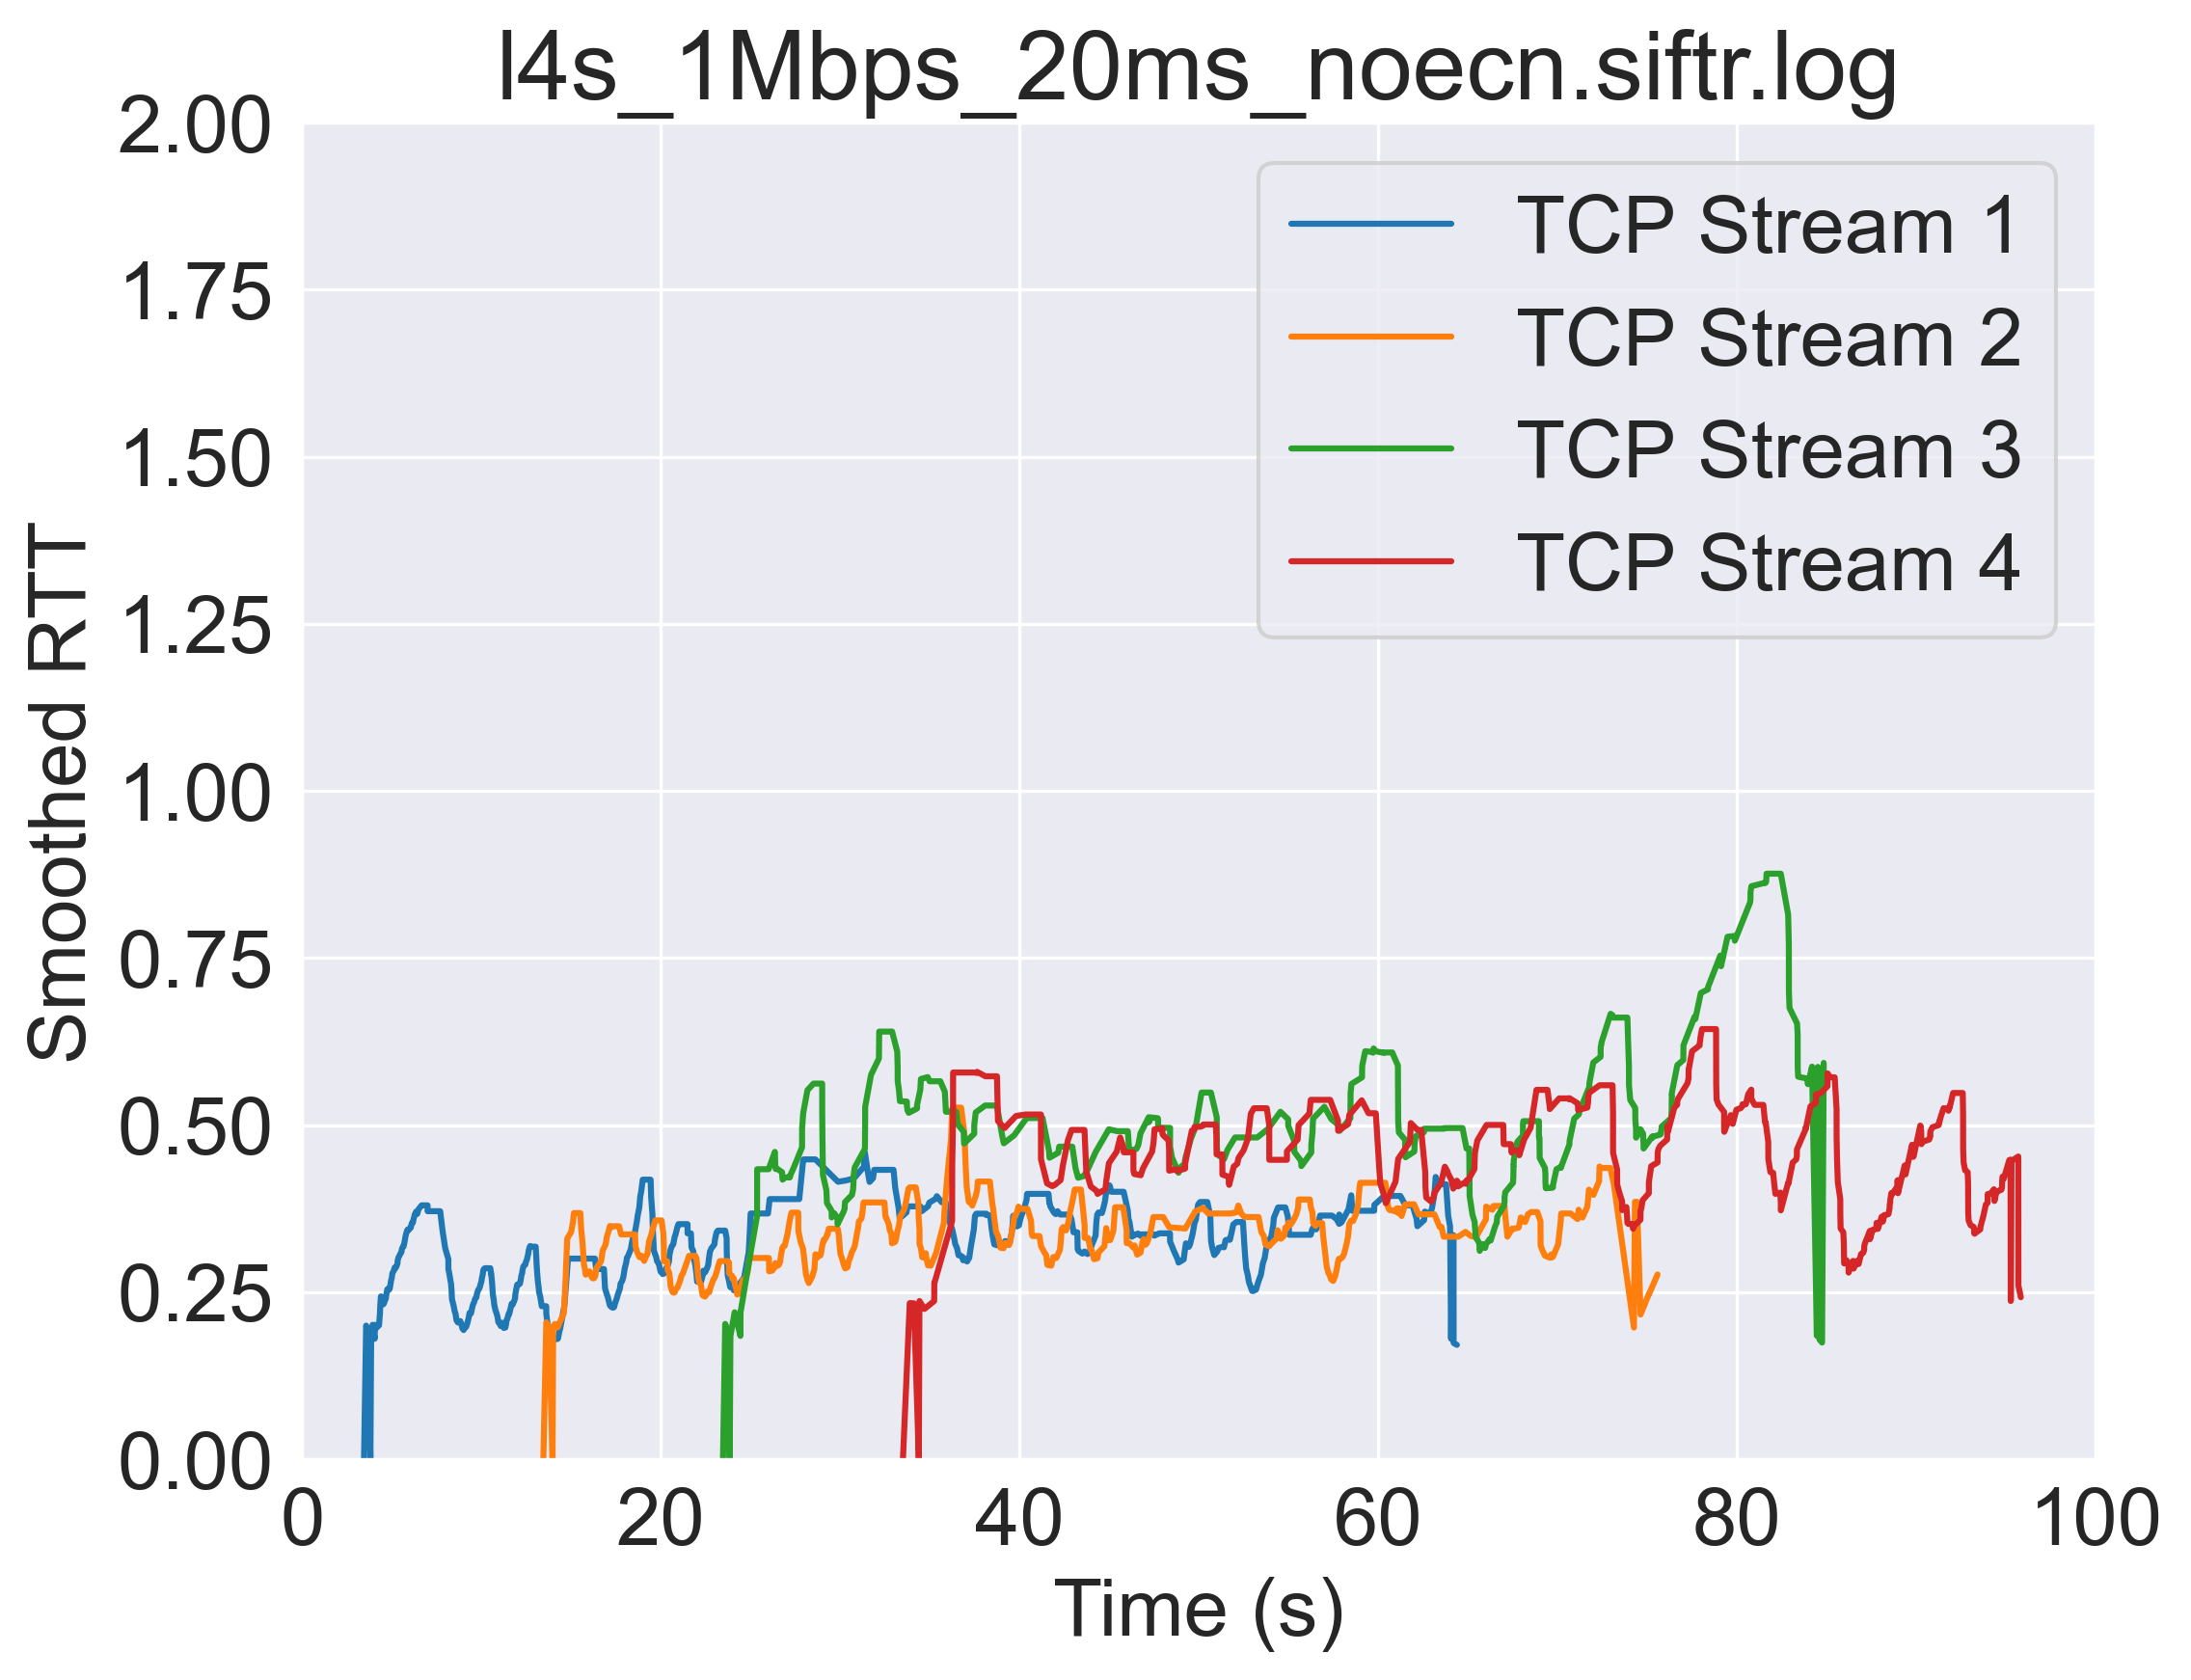 l4s_1Mbps_20ms_noecn.siftr.log
2.00
1.75
1.50
1.25
1.00
0.75
0.50
0.25
0.00
Smoothed RTT
TCP Stream 1
TCP Stream 2
TCP Stream 3
TCP Stream 4
0 20 40 60 80 100
Time (s)